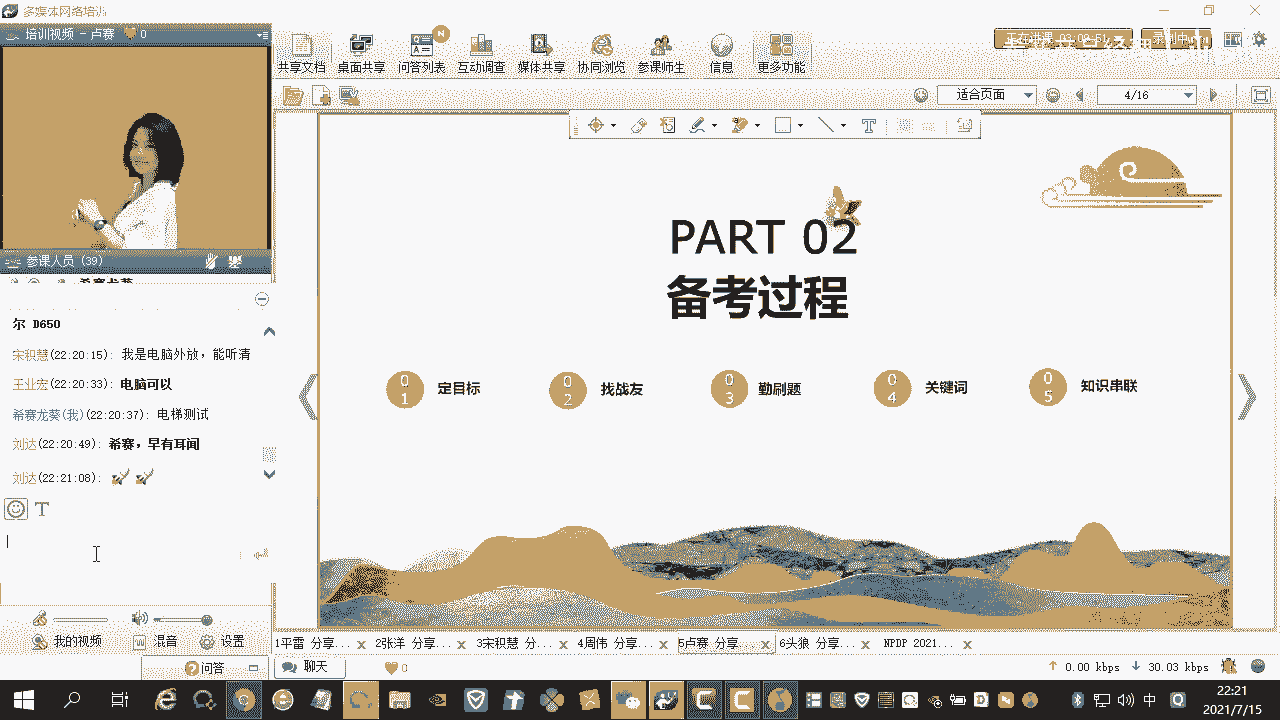 多媒体网络培训
培训视频 - 卢赛 0
共享文档 桌面共享 问答列表 互动调查 媒体共享 协同浏览 参课师生 信息 更多功能
适合页面 4/16
参课人员 (39)
尔 D650
宋积慧(22:20:15): 我是电脑外放，能听清
王业宏(22:20:33): 电脑可以
希赛龙葵(我)(22:20:37): 电梯测试
刘达(22:20:49): 希赛，早有耳闻
刘达(22:21:08):
PART 02
备考过程
01 定目标
02 找战友
03 勤刷题
04 关键词
05 知识串联
我的视频 混音 设置
问答
1平雷 分享... 2张洋 分享... 3宋积慧 分... 4周伟 分享... 5卢赛 分享... 6头狼 分享... NPDP 2021...
聊天 0
0.00 kbps 30.03 kbps
中
22:21
2021/7/15